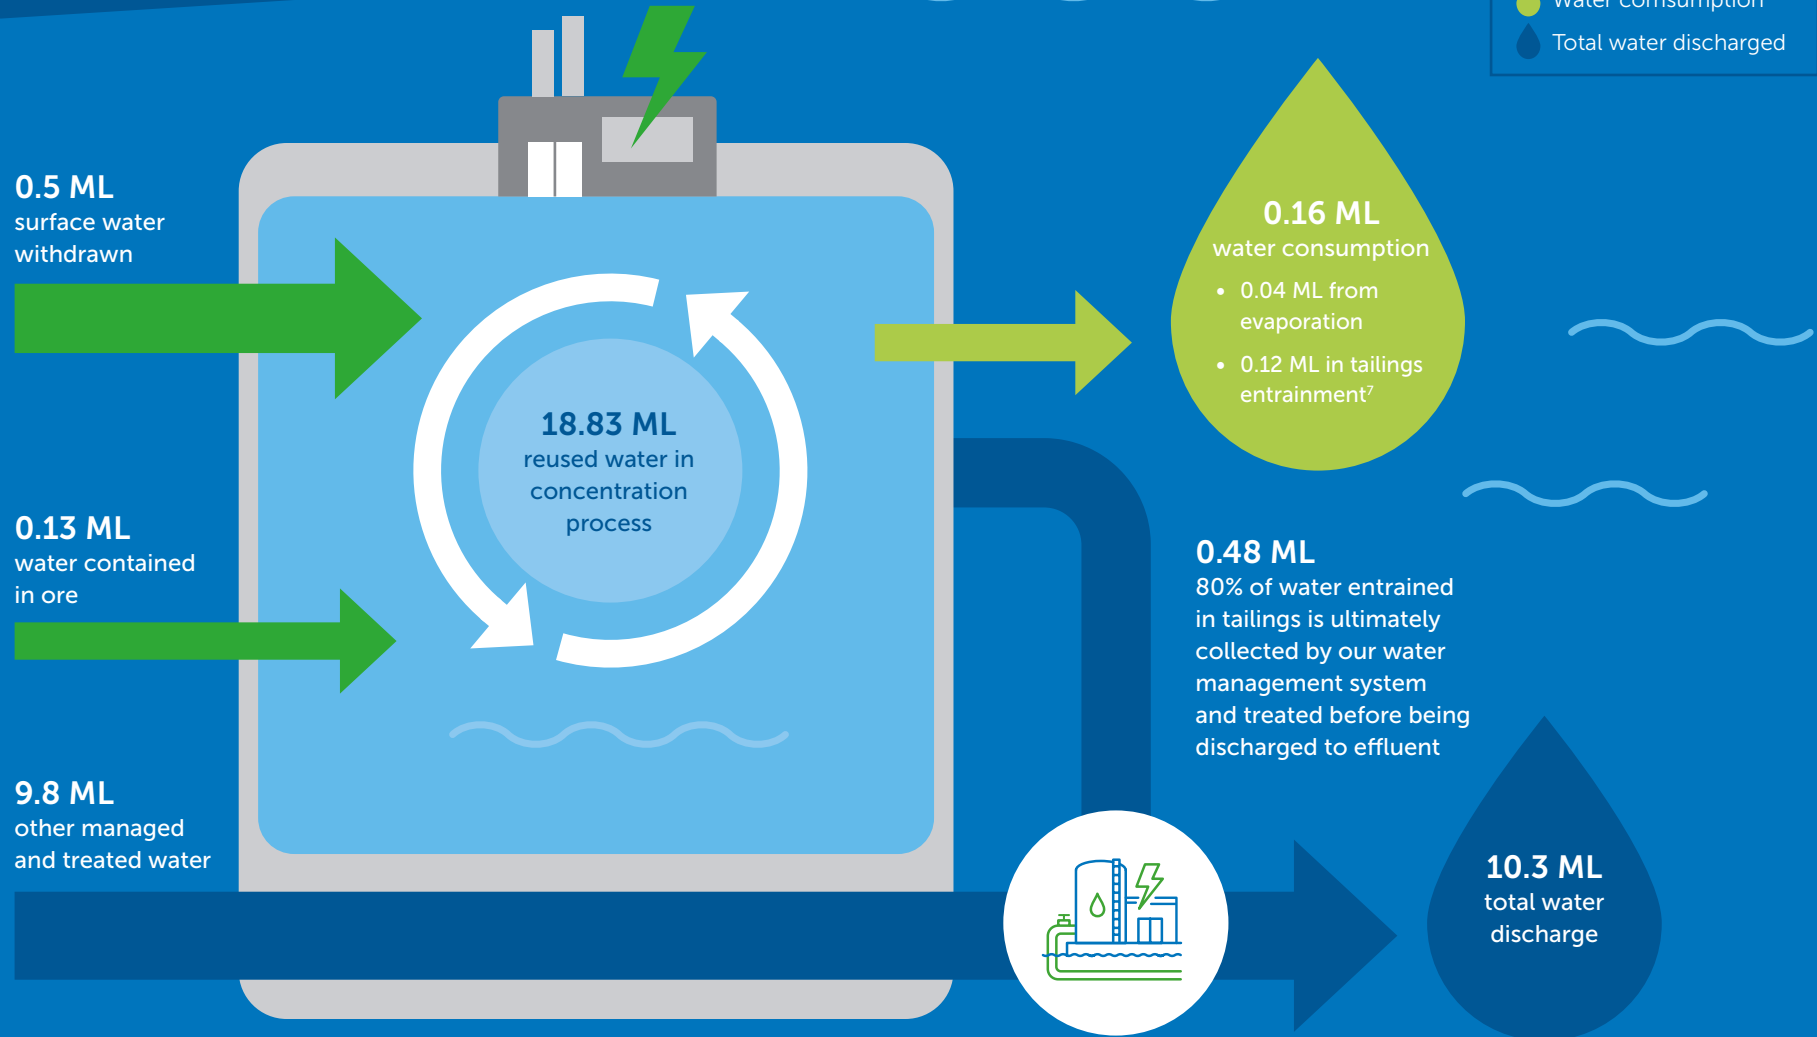 Water comsumption
Total water discharged
0.5 ML
surface water
withdrawn
0.13 ML
water contained
in ore
9.8 ML
other managed
and treated water
18.83 ML
reused water in
concentration
process
0.16 ML
water consumption
• 0.04 ML from
evaporation
• 0.12 ML in tailings
entrainment⁷
0.48 ML
80% of water entrained
in tailings is ultimately
collected by our water
management system
and treated before being
discharged to effluent
10.3 ML
total water
discharge